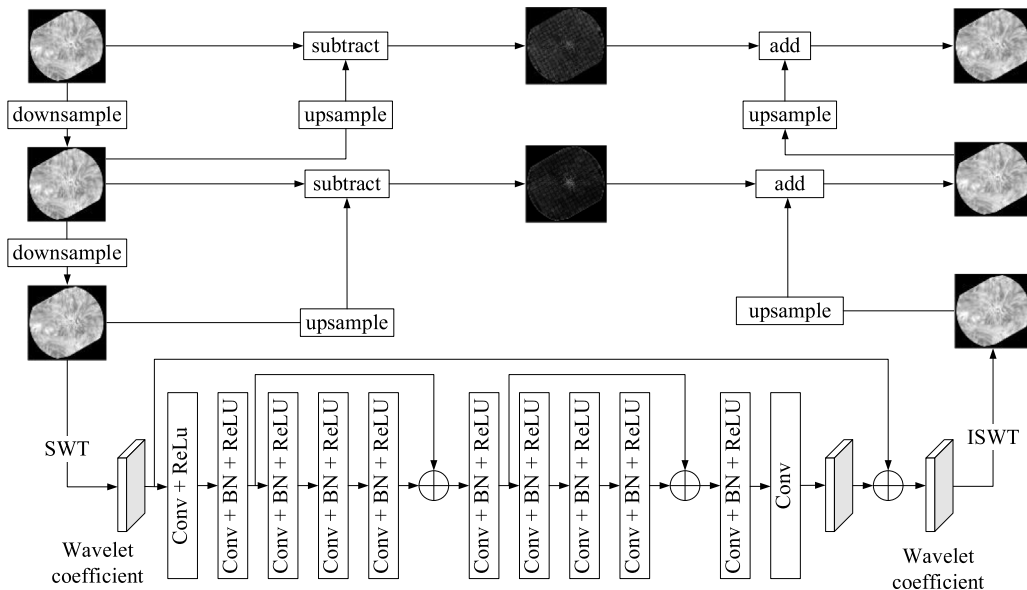 subtract
add
downsample
upsample
upsample
subtract
add
downsample
upsample
upsample
SWT
Conv + ReLu
Conv + BN + ReLU
Conv + BN + ReLU
Conv + BN + ReLU
Conv + BN + ReLU
Conv + BN + ReLU
Conv + BN + ReLU
Conv + BN + ReLU
Conv + BN + ReLU
Conv + BN + ReLU
Conv
ISWT
Wavelet
coefficient
Wavelet
coefficient